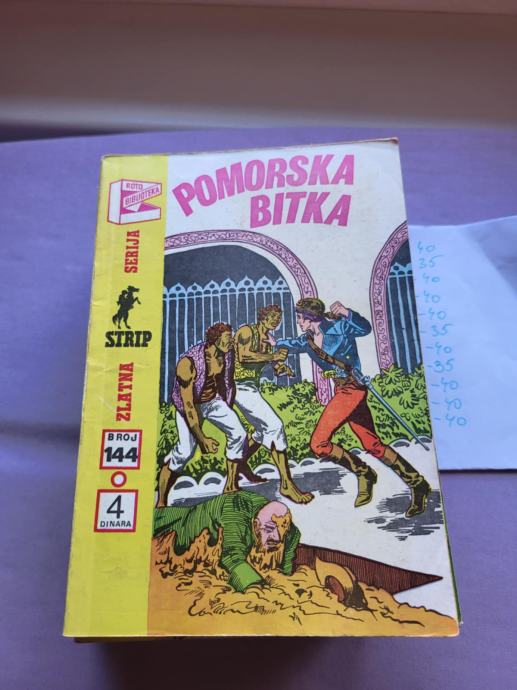 ROTO
BIBLIOTEKA
POMORSKA
BITKA
ZLATNA STRIP SERIJA
BROJ
144
4
DINARA
40
35
40
-40
-40
-35
-40
-35
-40
-40
-40